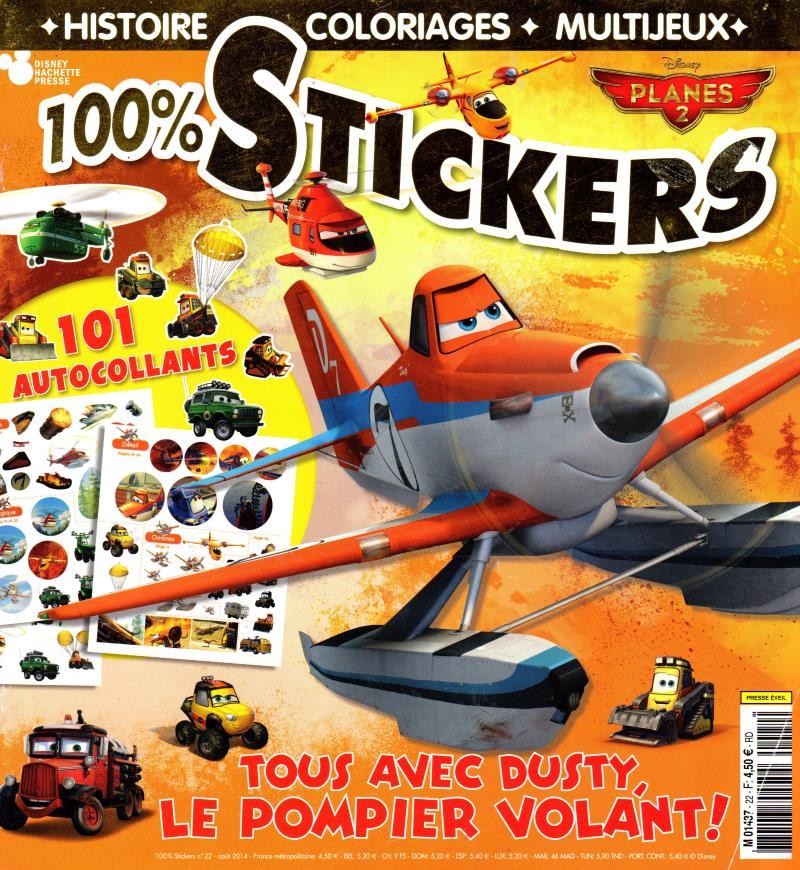 ✦HISTOIRE COLORIAGES ✦ MULTIJEUX✦
DISNEY
HACHETTE
PRESSE
100% STICKERS
Disney
PLANES
2
101
AUTOCOLLANTS
Détail
Ombres
TOUS AVEC DUSTY,
LE POMPIER VOLANT!
PRESSE ÉVEIL
M 01437 - 22 - F: 4,50 € - RD
100% Stickers n° 22 - août 2014 - France métropolitaine: 4,50 € - BEL: 5,20 € - CH: 9 FS - DOM: 5,20 € - ESP: 5,40 € - LUX: 5,20 € - MAR: 46 MAD - TUN: 5,90 TND - PORT. CONT.: 5,40 € © Disney